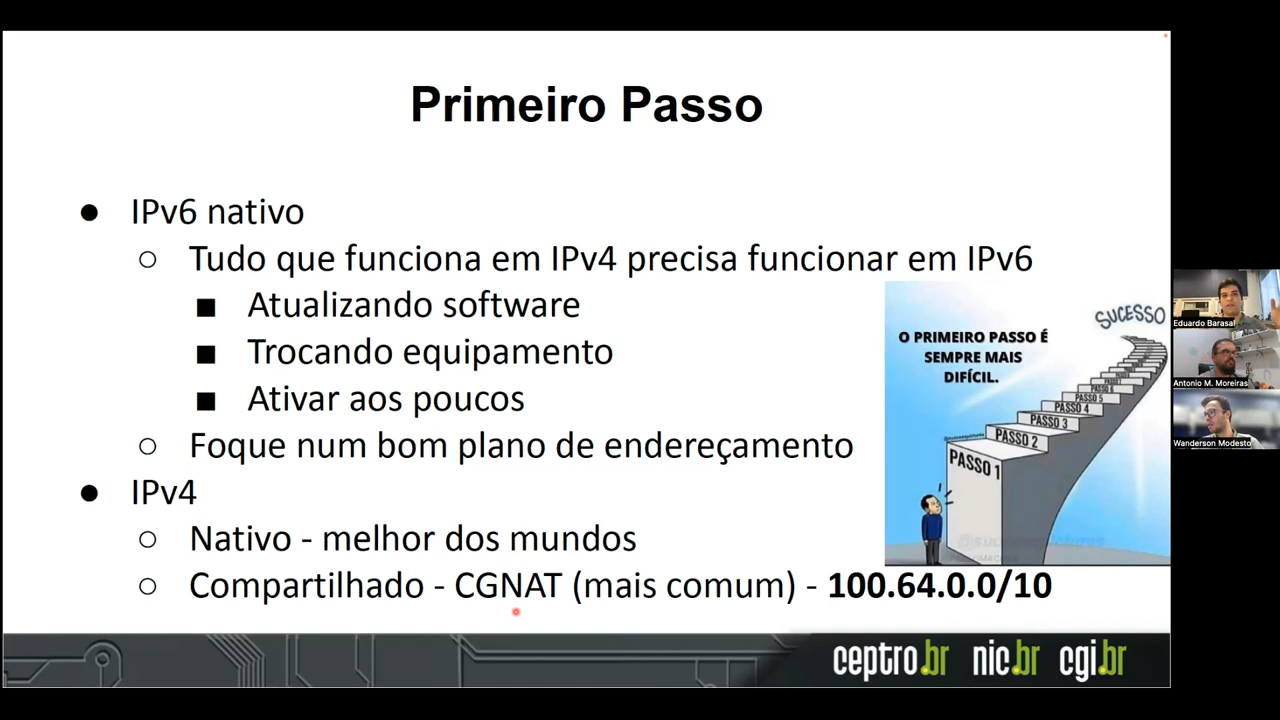 Primeiro Passo
● IPv6 nativo
○ Tudo que funciona em IPv4 precisa funcionar em IPv6
■ Atualizando software
■ Trocando equipamento
■ Ativar aos poucos
○ Foque num bom plano de endereçamento
● IPv4
○ Nativo - melhor dos mundos
○ Compartilhado - CGNAT (mais comum) - 100.64.0.0/10
O PRIMEIRO PASSO É
SEMPRE MAIS
DIFÍCIL.
SUCESSO
PASSO 6
PASSO 5
PASSO 4
PASSO 3
PASSO 2
PASSO 1
ceptro.br nic.br cgi.br
Eduardo Barasal
Antonio M. Moreiras
Wanderson Modesto